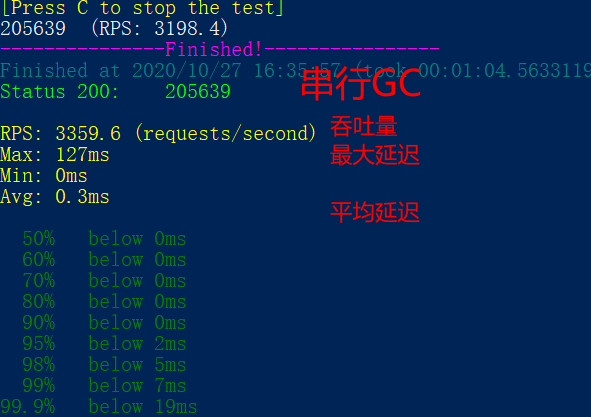 [Press C to stop the test]
205639  (RPS: 3198.4)
---------------Finished!----------------
Finished at 2020/10/27 16:35:57 (took 00:01:04.5633119
串行GC
Status 200:    205639
RPS: 3359.6 (requests/second)
吞吐量
Max: 127ms
最大延迟
Min: 0ms
Avg: 0.3ms
平均延迟
50%   below 0ms
60%   below 0ms
70%   below 0ms
80%   below 0ms
90%   below 0ms
95%   below 2ms
98%   below 5ms
99%   below 7ms
99.9%   below 19ms